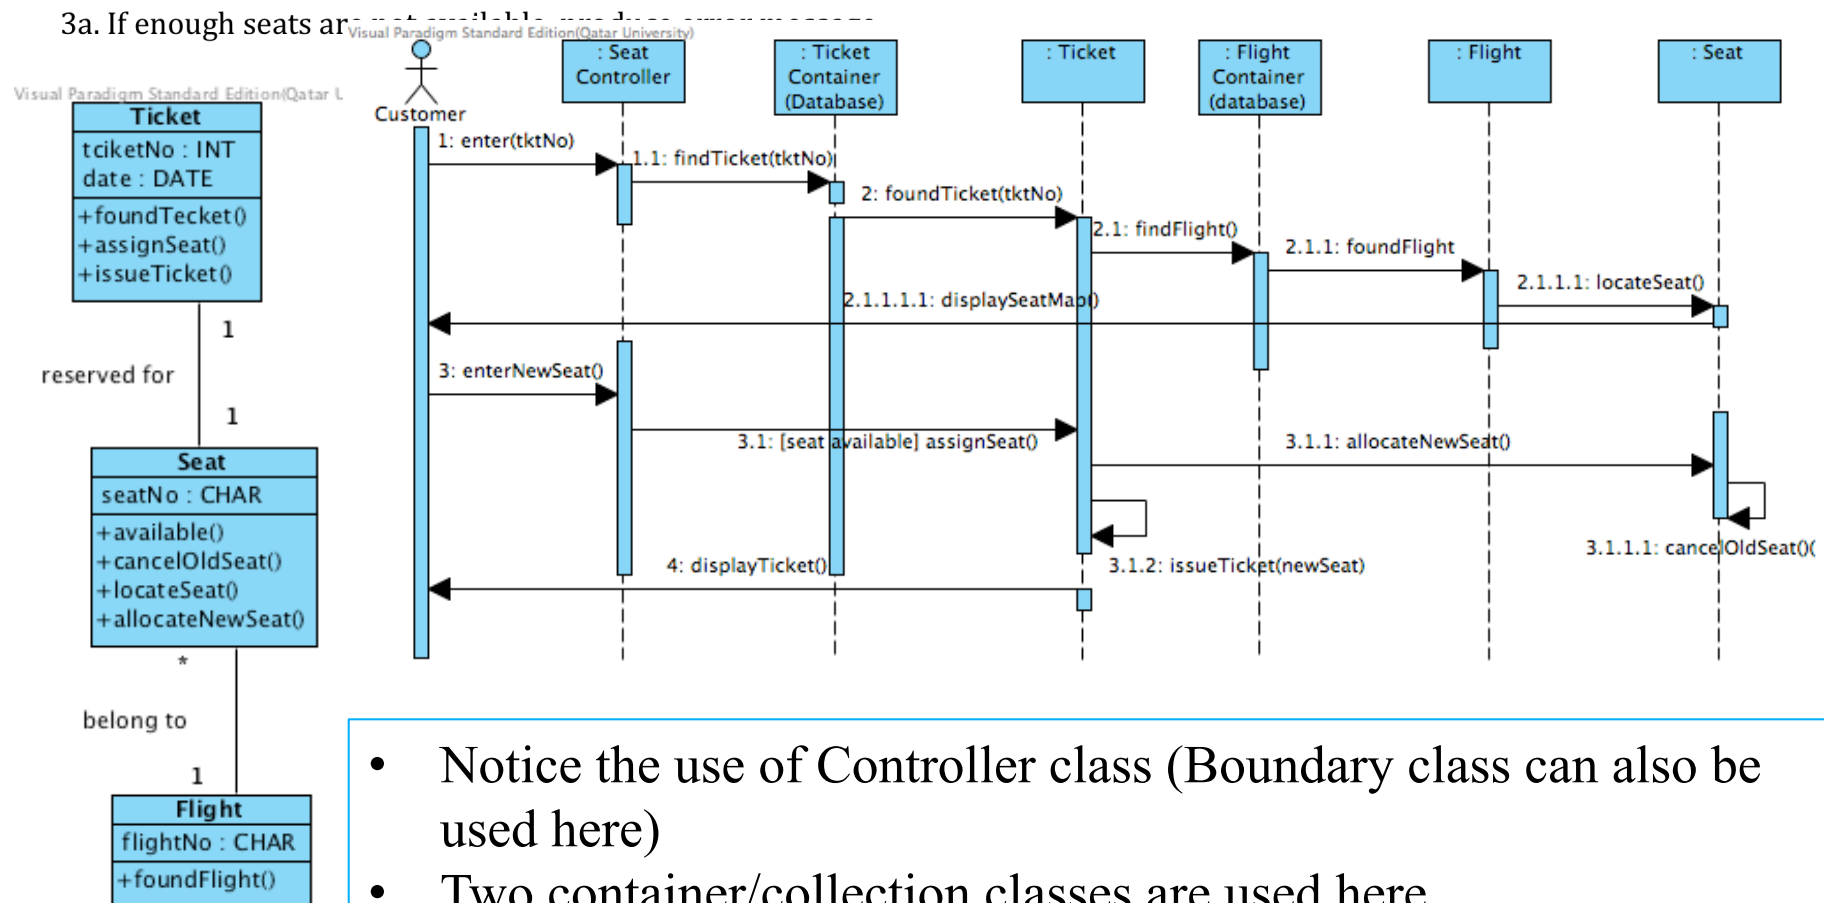 3a. If enough seats are not available, produce error message
Visual Paradigm Standard Edition(Qatar University)
Visual Paradigm Standard Edition(Qatar U
Ticket
tciketNo : INT
date : DATE
+foundTecket()
+assignSeat()
+issueTicket()
1
reserved for
1
Seat
seatNo : CHAR
+available()
+cancelOldSeat()
+locateSeat()
+allocateNewSeat()
*
belong to
1
Flight
flightNo : CHAR
+foundFlight()
Customer
: Seat
Controller
: Ticket
Container
(Database)
: Ticket
: Flight
Container
(database)
: Flight
: Seat
1: enter(tktNo)
1.1: findTicket(tktNo)
2: foundTicket(tktNo)
2.1: findFlight()
2.1.1: foundFlight
2.1.1.1: locateSeat()
2.1.1.1.1: displaySeatMap()
3: enterNewSeat()
3.1: [seat available] assignSeat()
3.1.1: allocateNewSeat()
3.1.1.1: cancelOldSeat()(
3.1.2: issueTicket(newSeat)
4: displayTicket()
• Notice the use of Controller class (Boundary class can also be
used here)
• Two container/collection classes are used here